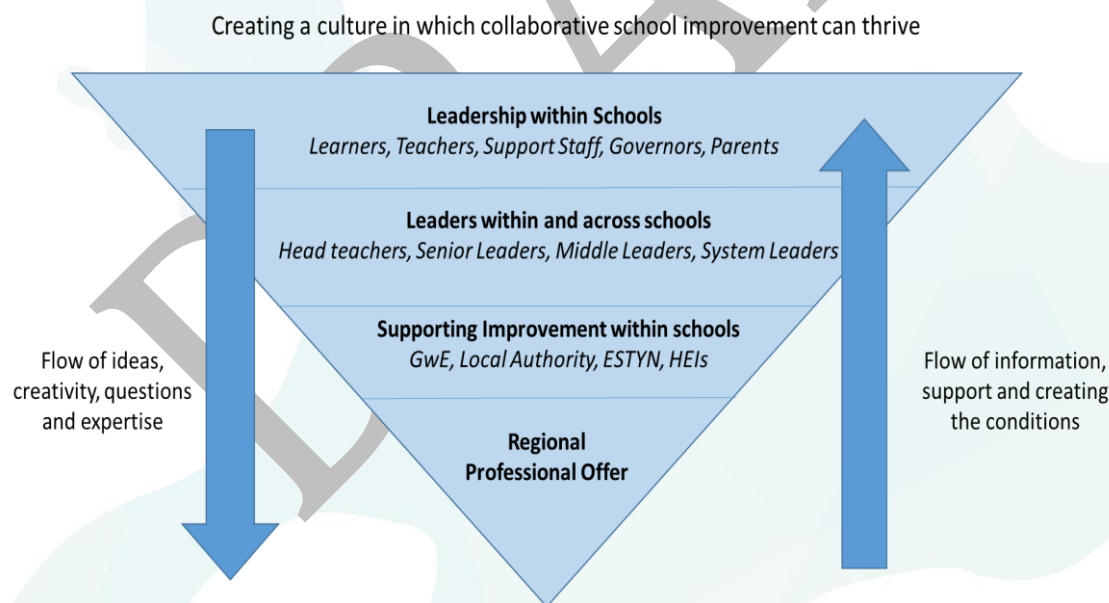 Creating a culture in which collaborative school improvement can thrive
Leadership within Schools
Learners, Teachers, Support Staff, Governors, Parents
Leaders within and across schools
Head teachers, Senior Leaders, Middle Leaders, System Leaders
Supporting Improvement within schools
GwE, Local Authority, ESTYN, HEIs
Regional
Professional Offer
Flow of ideas,
creativity, questions
and expertise
Flow of information,
support and creating
the conditions